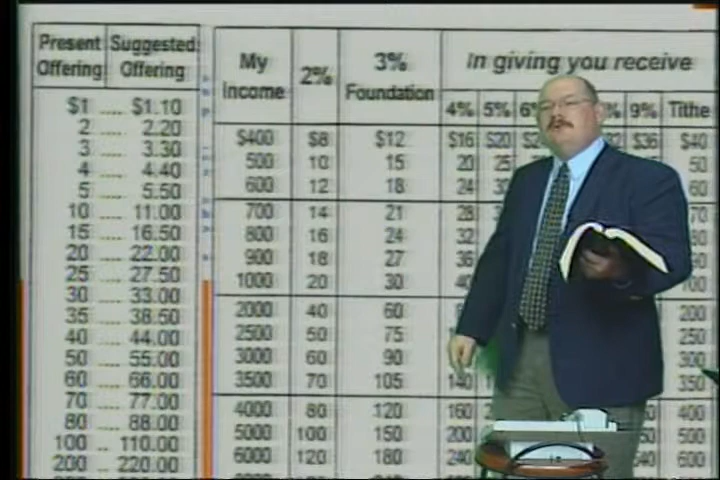 Present Suggested
Offering Offering
$1 .... $1.10
2 .... 2.20
3 .... 3.30
4 .... 4.40
5 .... 5.50
10 .... 11.00
15 .... 16.50
20 .... 22.00
25 .... 27.50
30 .... 33.00
35 .... 38.50
40 .... 44.00
50 .... 55.00
60 .... 66.00
70 .... 77.00
80 .... 88.00
100 .. 110.00
200 .. 220.00
My Income 2% 3% Foundation
In giving you receive
4% 5% 9% Tithe
$400 $8 $12 $16 $20 $36 $40
500 10 15 20 25 50
600 12 18 24 60
700 14 21 28
800 16 24 32
900 18 27 36
1000 20 30
2000 40 60 200
2500 50 75 250
3000 60 90 300
3500 70 105 140 350
4000 80 120 160 400
5000 100 150 200 500
6000 120 180 240 600